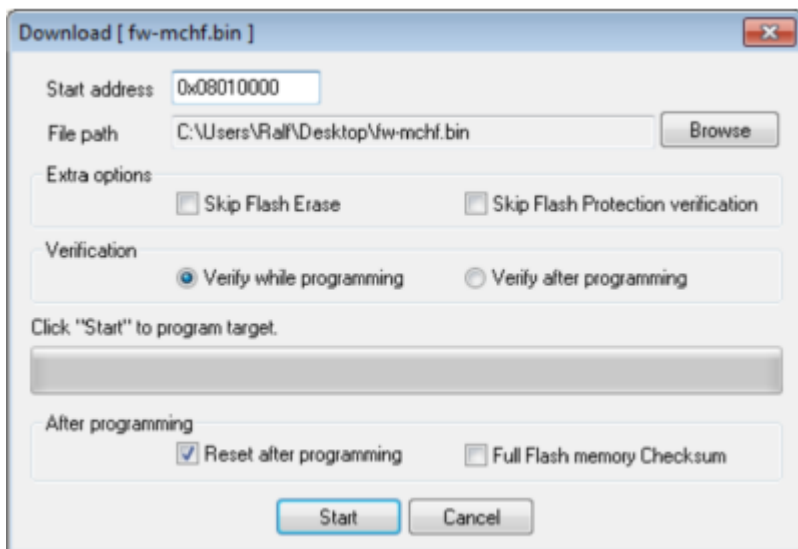 Download [ fw-mchf.bin ]
Start address 0x08010000
File path C:\Users\Ralf\Desktop\fw-mchf.bin Browse
Extra options
Skip Flash Erase Skip Flash Protection verification
Verification
Verify while programming Verify after programming
Click "Start" to program target.
After programming
Reset after programming Full Flash memory Checksum
Start Cancel